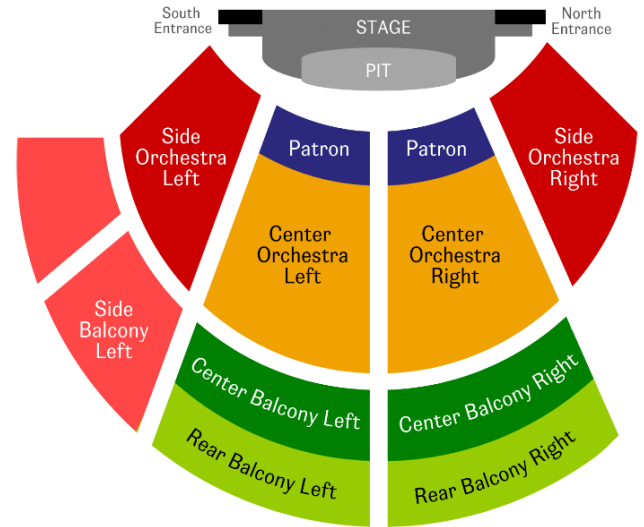 South
Entrance
STAGE
North
Entrance
PIT
Side
Orchestra
Left
Patron
Patron
Side
Orchestra
Right
Center
Orchestra
Left
Center
Orchestra
Right
Side
Balcony
Left
Center Balcony Left
Center Balcony Right
Rear Balcony Left
Rear Balcony Right